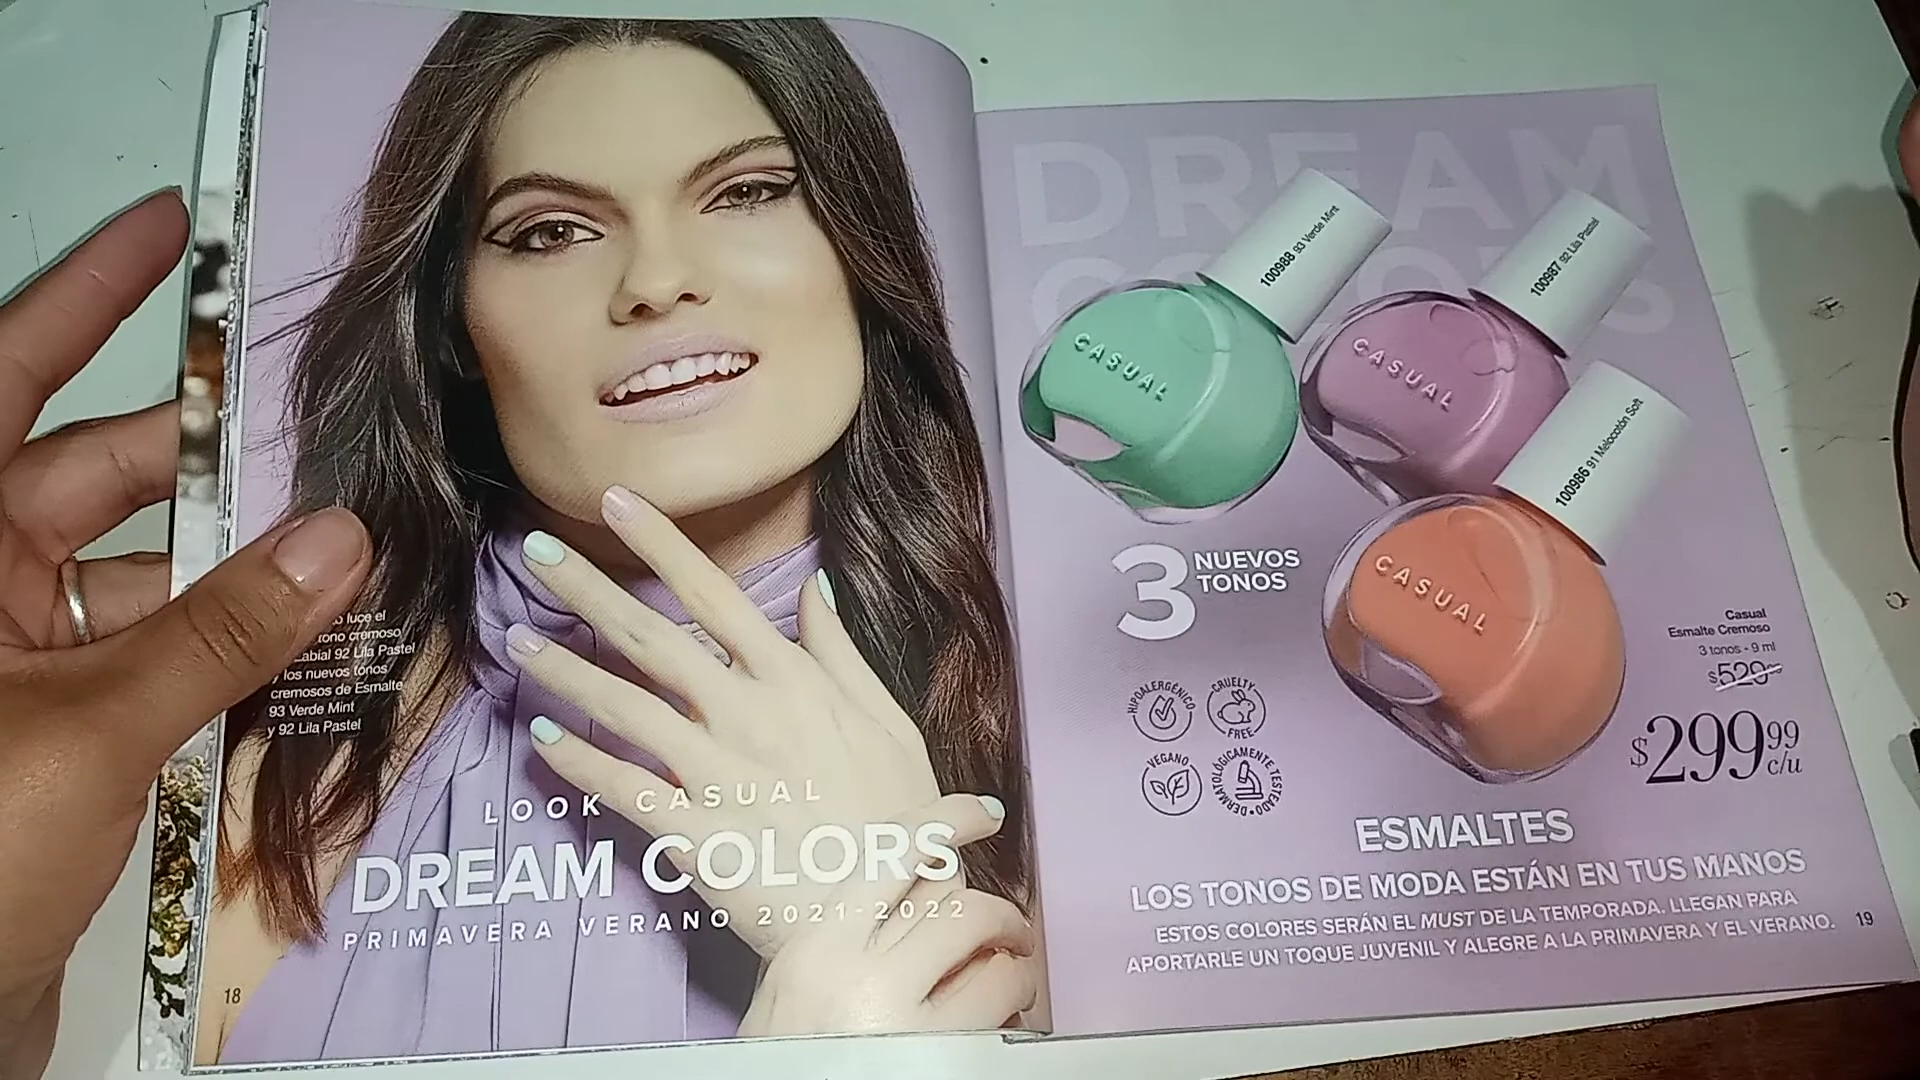 luce el
tono cremoso
Labial 92 Lila Pastel
y los nuevos tonos
cremosos de Esmalte
93 Verde Mint
y 92 Lila Pastel
LOOK CASUAL
DREAM COLORS
PRIMAVERA VERANO 2021-2022
18
DREAM
COLORS
100988 93 Verde Mint
100987 92 Lila Pastel
100986 91 Melocotón Soft
CASUAL
CASUAL
CASUAL
3 NUEVOS
TONOS
HIPOALERGÉNICO
CRUELTY
FREE
VEGANO
DERMATOLÓGICAMENTE TESTEADO
Casual
Esmalte Cremoso
3 tonos - 9 ml
$529
$29999
c/u
ESMALTES
LOS TONOS DE MODA ESTÁN EN TUS MANOS
ESTOS COLORES SERÁN EL MUST DE LA TEMPORADA. LLEGAN PARA
APORTARLE UN TOQUE JUVENIL Y ALEGRE A LA PRIMAVERA Y EL VERANO.
19